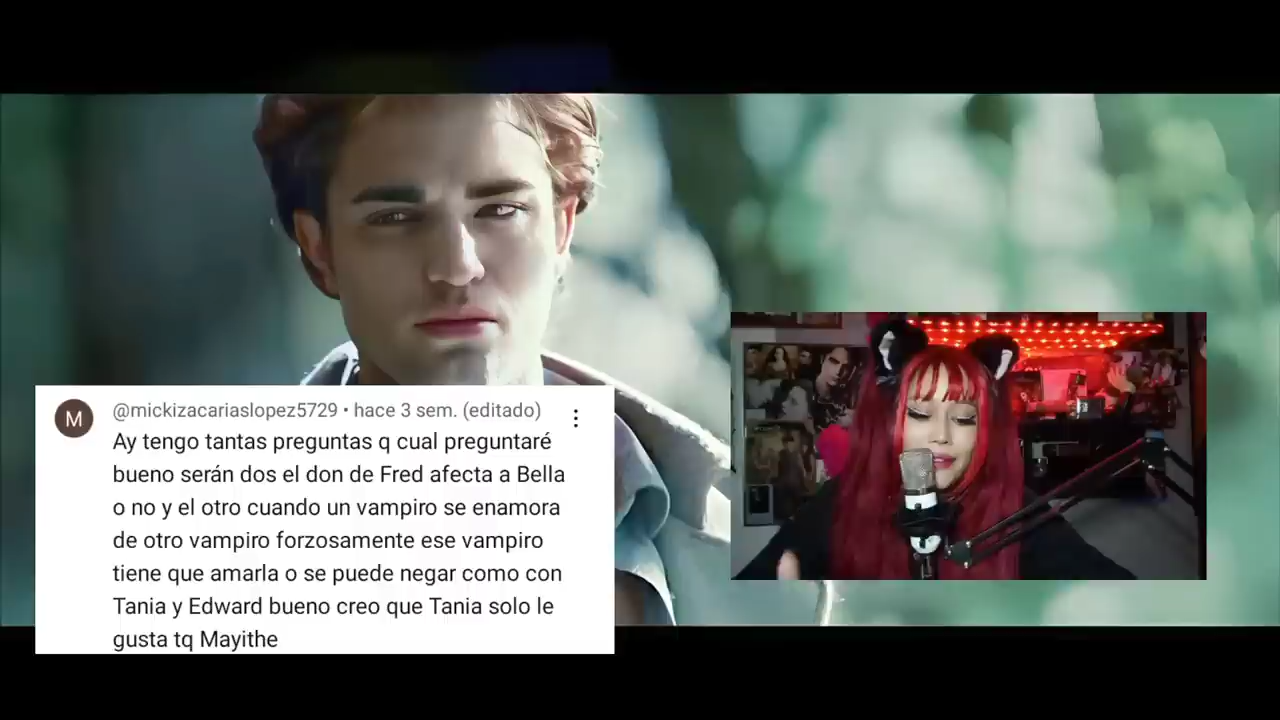 M
@mickizacariaslopez5729 • hace 3 sem. (editado)
Ay tengo tantas preguntas q cual preguntaré
bueno serán dos el don de Fred afecta a Bella
o no y el otro cuando un vampiro se enamora
de otro vampiro forzosamente ese vampiro
tiene que amarla o se puede negar como con
Tania y Edward bueno creo que Tania solo le
gusta tq Mayithe